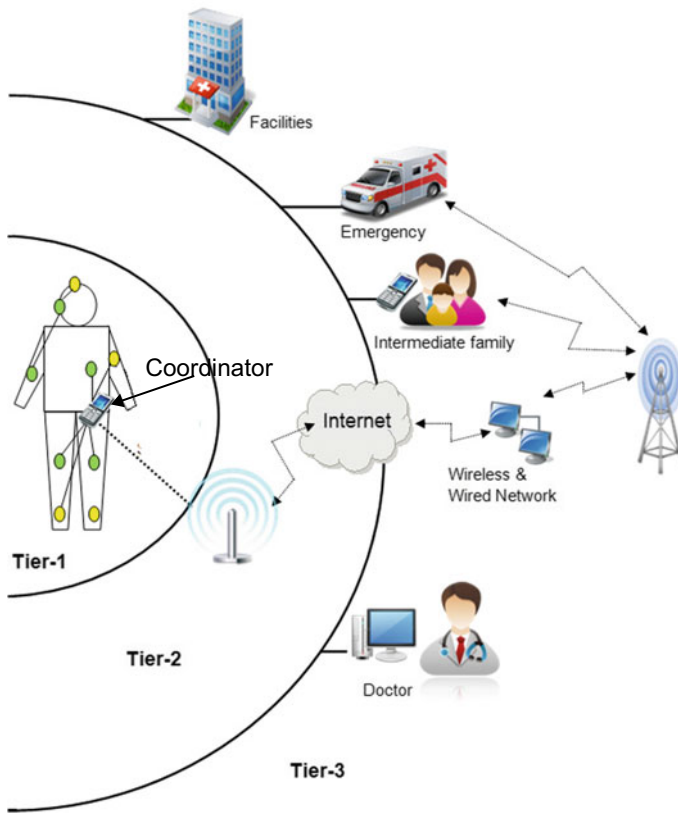 Facilities
Emergency
Intermediate family
Coordinator
Internet
Wireless &
Wired Network
Tier-1
Tier-2
Doctor
Tier-3